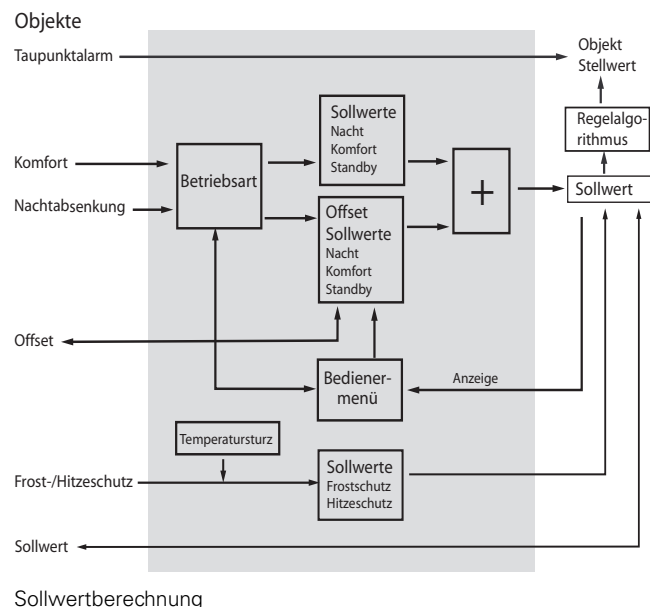 Objekte
Taupunktalarm
Objekt
Stellwert
Sollwerte
Nacht
Komfort
Standby
Regelalgo-
rithmus
Komfort
Betriebsart
+
Sollwert
Nachtabsenkung
Offset
Sollwerte
Nacht
Komfort
Standby
Offset
Bediener-
menü
Anzeige
Temperatursturz
Frost-/Hitzeschutz
Sollwerte
Frostschutz
Hitzeschutz
Sollwert
Sollwertberechnung